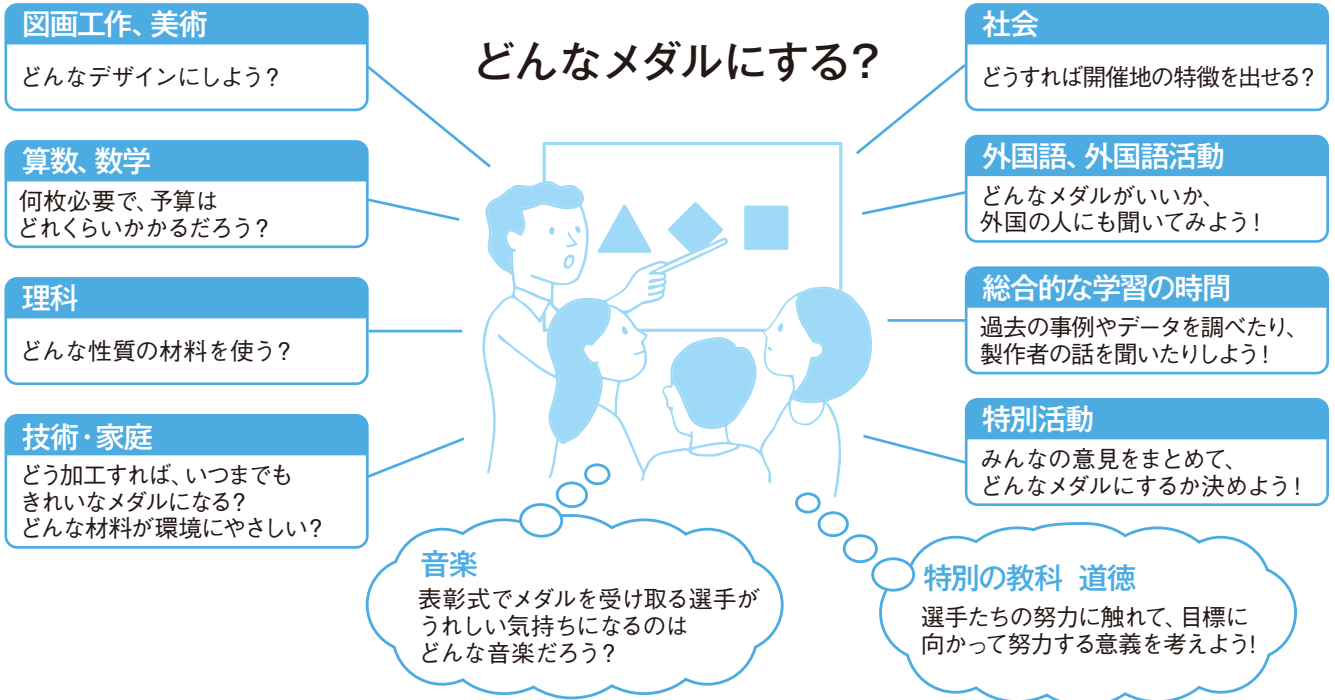 どんなメダルにする?
図画工作、美術
どんなデザインにしよう?
算数、数学
何枚必要で、予算は
どれくらいかかるだろう?
理科
どんな性質の材料を使う?
技術・家庭
どう加工すれば、いつまでも
きれいなメダルになる?
どんな材料が環境にやさしい?
社会
どうすれば開催地の特徴を出せる?
外国語、外国語活動
どんなメダルがいいか、
外国の人にも聞いてみよう!
総合的な学習の時間
過去の事例やデータを調べたり、
製作者の話を聞いたりしよう!
特別活動
みんなの意見をまとめて、
どんなメダルにするか決めよう!
音楽
表彰式でメダルを受け取る選手が
うれしい気持ちになるのは
どんな音楽だろう?
特別の教科 道徳
選手たちの努力に触れて、目標に
向かって努力する意義を考えよう!